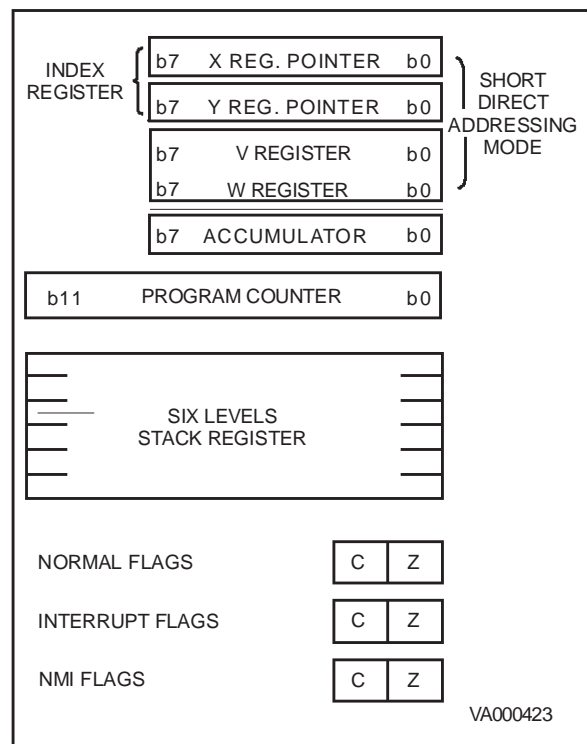 INDEX
REGISTER
b7 X REG. POINTER b0
b7 Y REG. POINTER b0
b7 V REGISTER b0
b7 W REGISTER b0
SHORT
DIRECT
ADDRESSING
MODE
b7 ACCUMULATOR b0
b11 PROGRAM COUNTER b0
SIX LEVELS
STACK REGISTER
NORMAL FLAGS C Z
INTERRUPT FLAGS C Z
NMI FLAGS C Z
VA000423